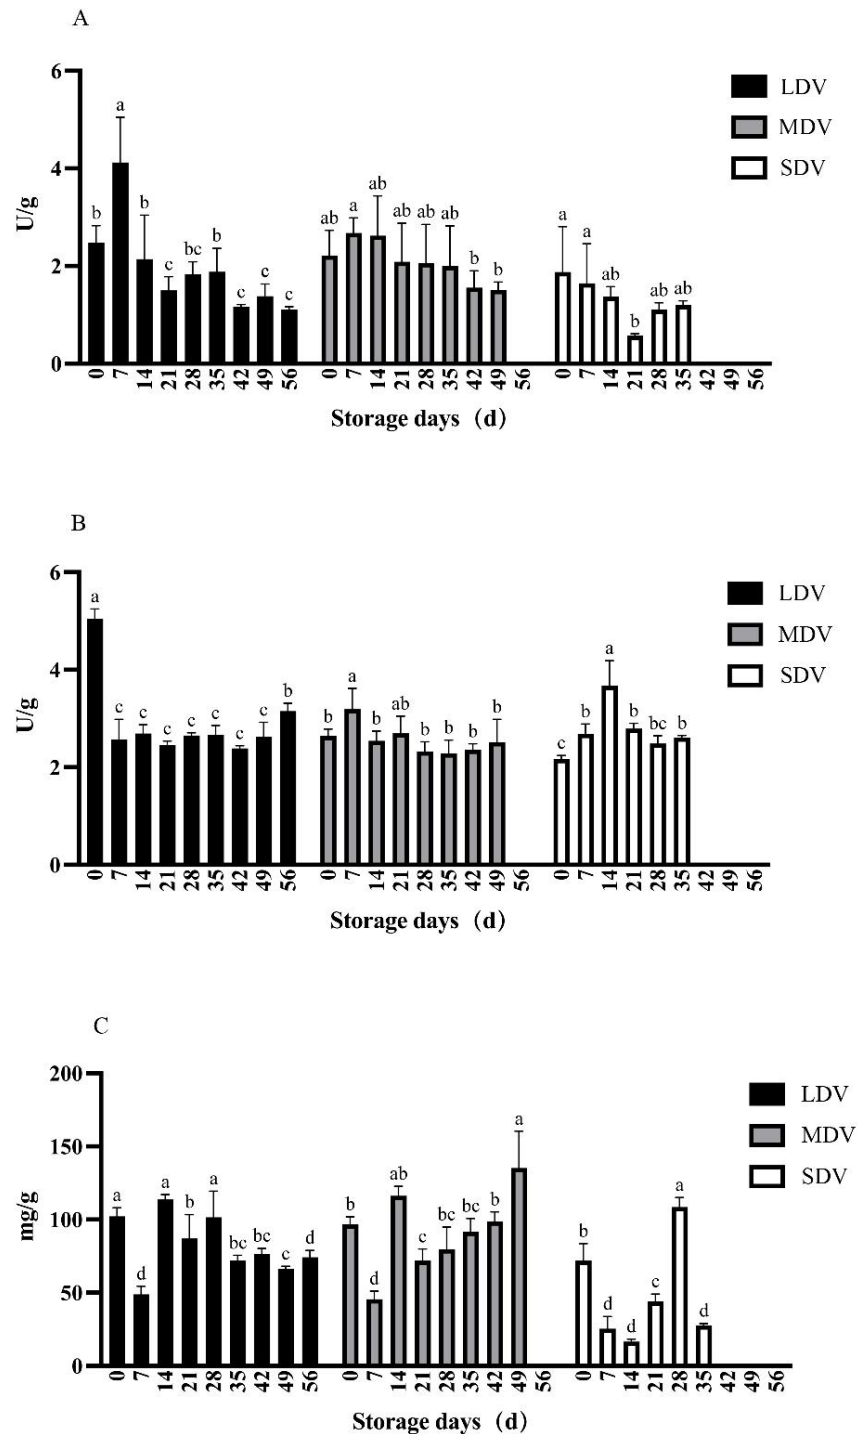 A
6
4
2
0
U/g
LDV
MDV
SDV
b a b c bc b c c c
ab a ab ab ab ab b b
a a ab b ab ab
0 7 14 21 28 35 42 49 56
0 7 14 21 28 35 42 49 56
0 7 14 21 28 35 42 49 56
Storage days（d）
B
6
4
2
0
U/g
LDV
MDV
SDV
a c c c c c c c b
b a b ab b b b b
c b a b bc b
0 7 14 21 28 35 42 49 56
0 7 14 21 28 35 42 49 56
0 7 14 21 28 35 42 49 56
Storage days（d）
C
200
150
100
50
0
mg/g
LDV
MDV
SDV
a d a b a bc d c d
b d ab c bc bc b a
b d d c a d
0 7 14 21 28 35 42 49 56
0 7 14 21 28 35 42 49 56
0 7 14 21 28 35 42 49 56
Storage days（d）